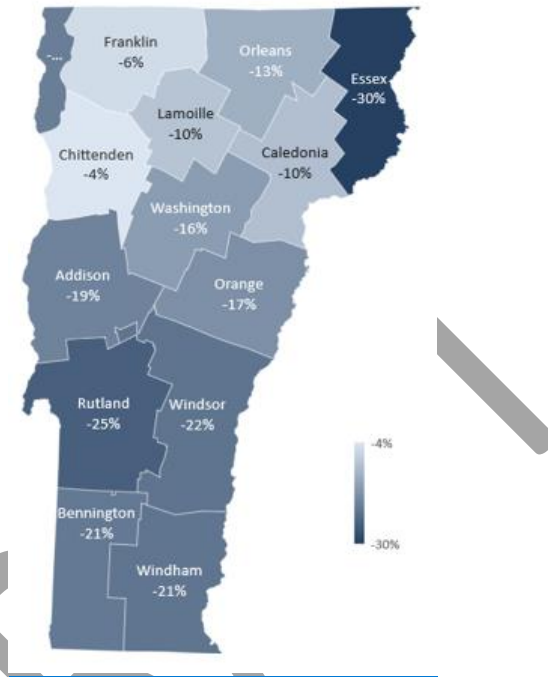 Franklin
-6%
Orleans
-13%
Essex
-30%
-...
Lamoille
-10%
Chittenden
-4%
Caledonia
-10%
Washington
-16%
Addison
-19%
Orange
-17%
Rutland
-25%
Windsor
-22%
Bennington
-21%
Windham
-21%
-4%
-30%